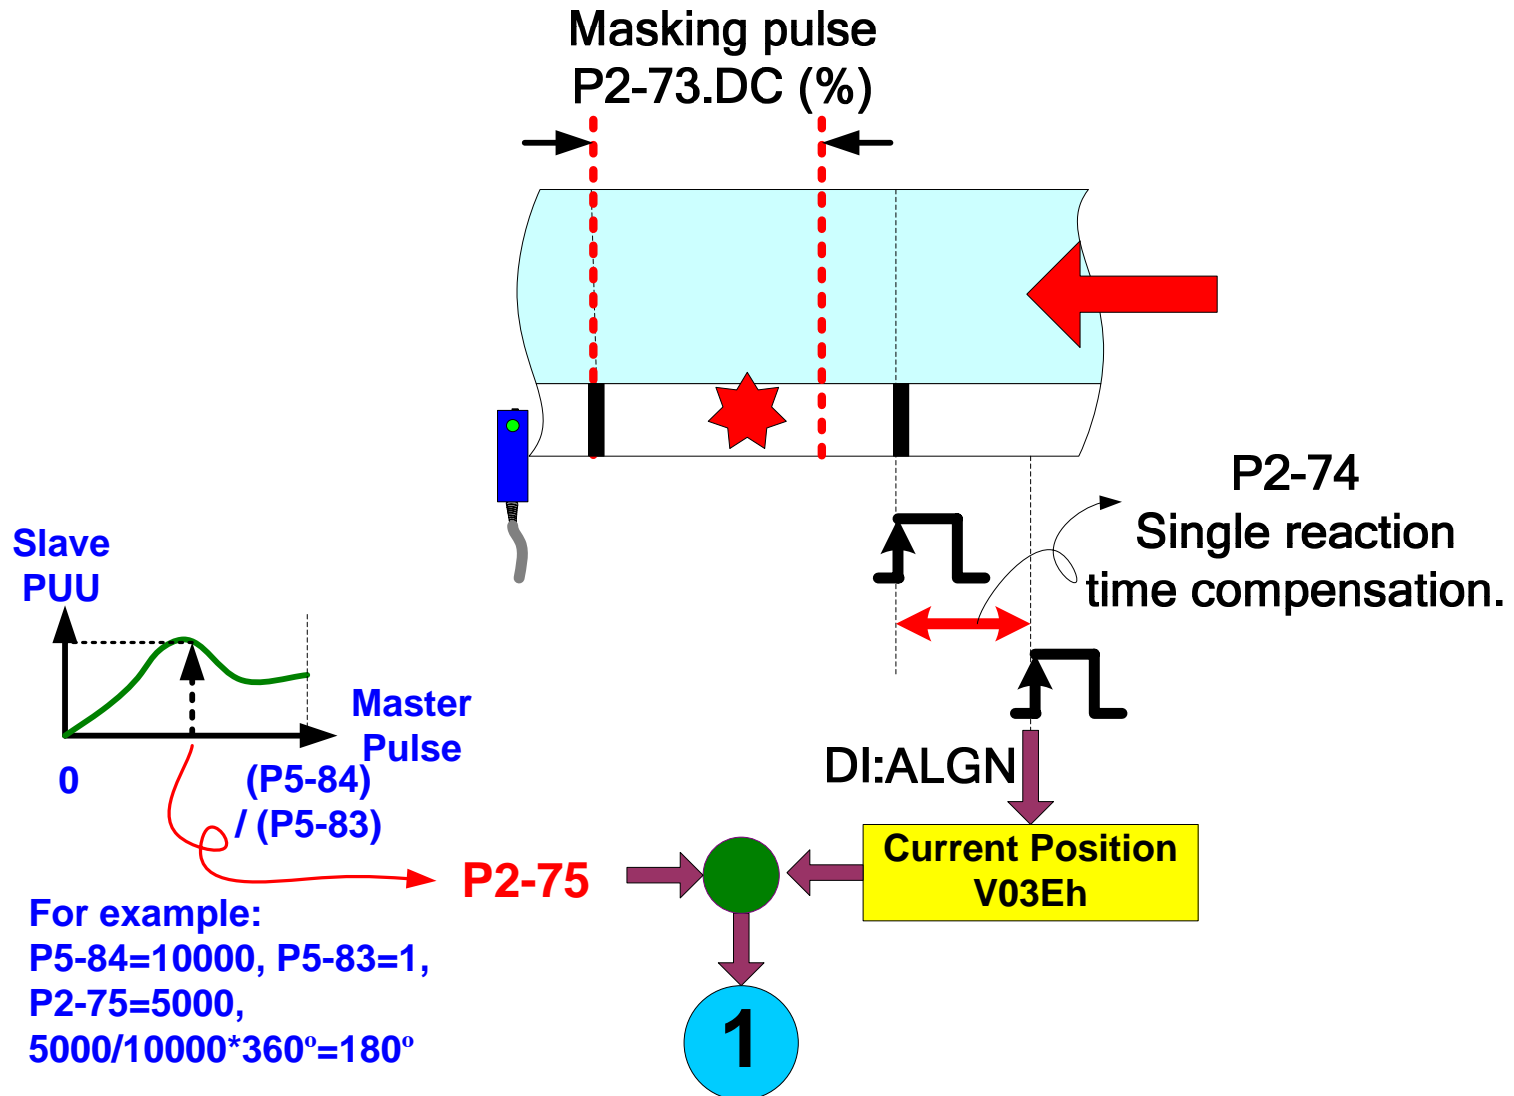 Masking pulse
P2-73.DC (%)
P2-74
Single reaction
time compensation.
Slave
PUU
Master
Pulse
0
(P5-84)
/ (P5-83)
DI:ALGN
Current Position
V03Eh
P2-75
For example:
P5-84=10000, P5-83=1,
P2-75=5000,
5000/10000*360º=180º
1